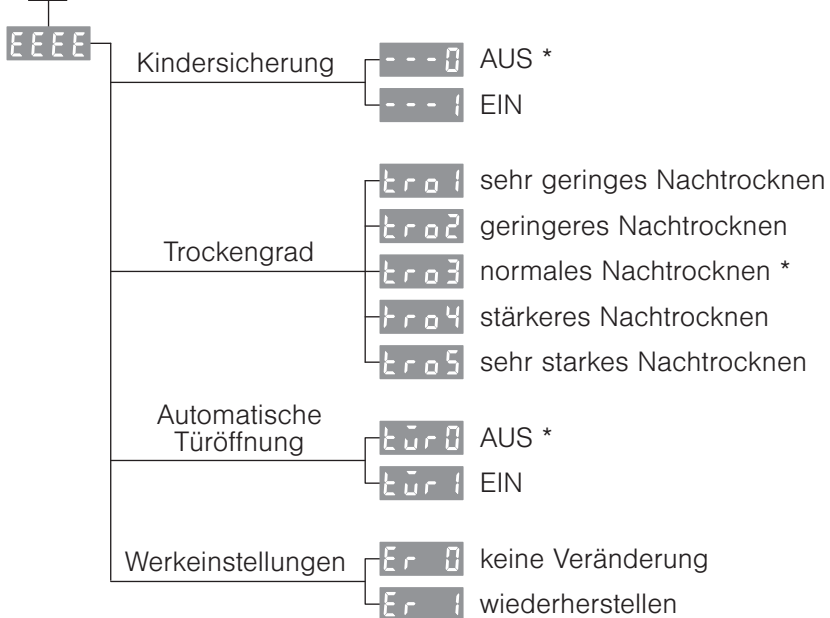 EEEE
Kindersicherung
---0 AUS *
---1 EIN
Trockengrad
tro1 sehr geringes Nachtrocknen
tro2 geringeres Nachtrocknen
tro3 normales Nachtrocknen *
tro4 stärkeres Nachtrocknen
tro5 sehr starkes Nachtrocknen
Automatische
Türöffnung
tür0 AUS *
tür1 EIN
Werkeinstellungen
Er 0 keine Veränderung
Er 1 wiederherstellen